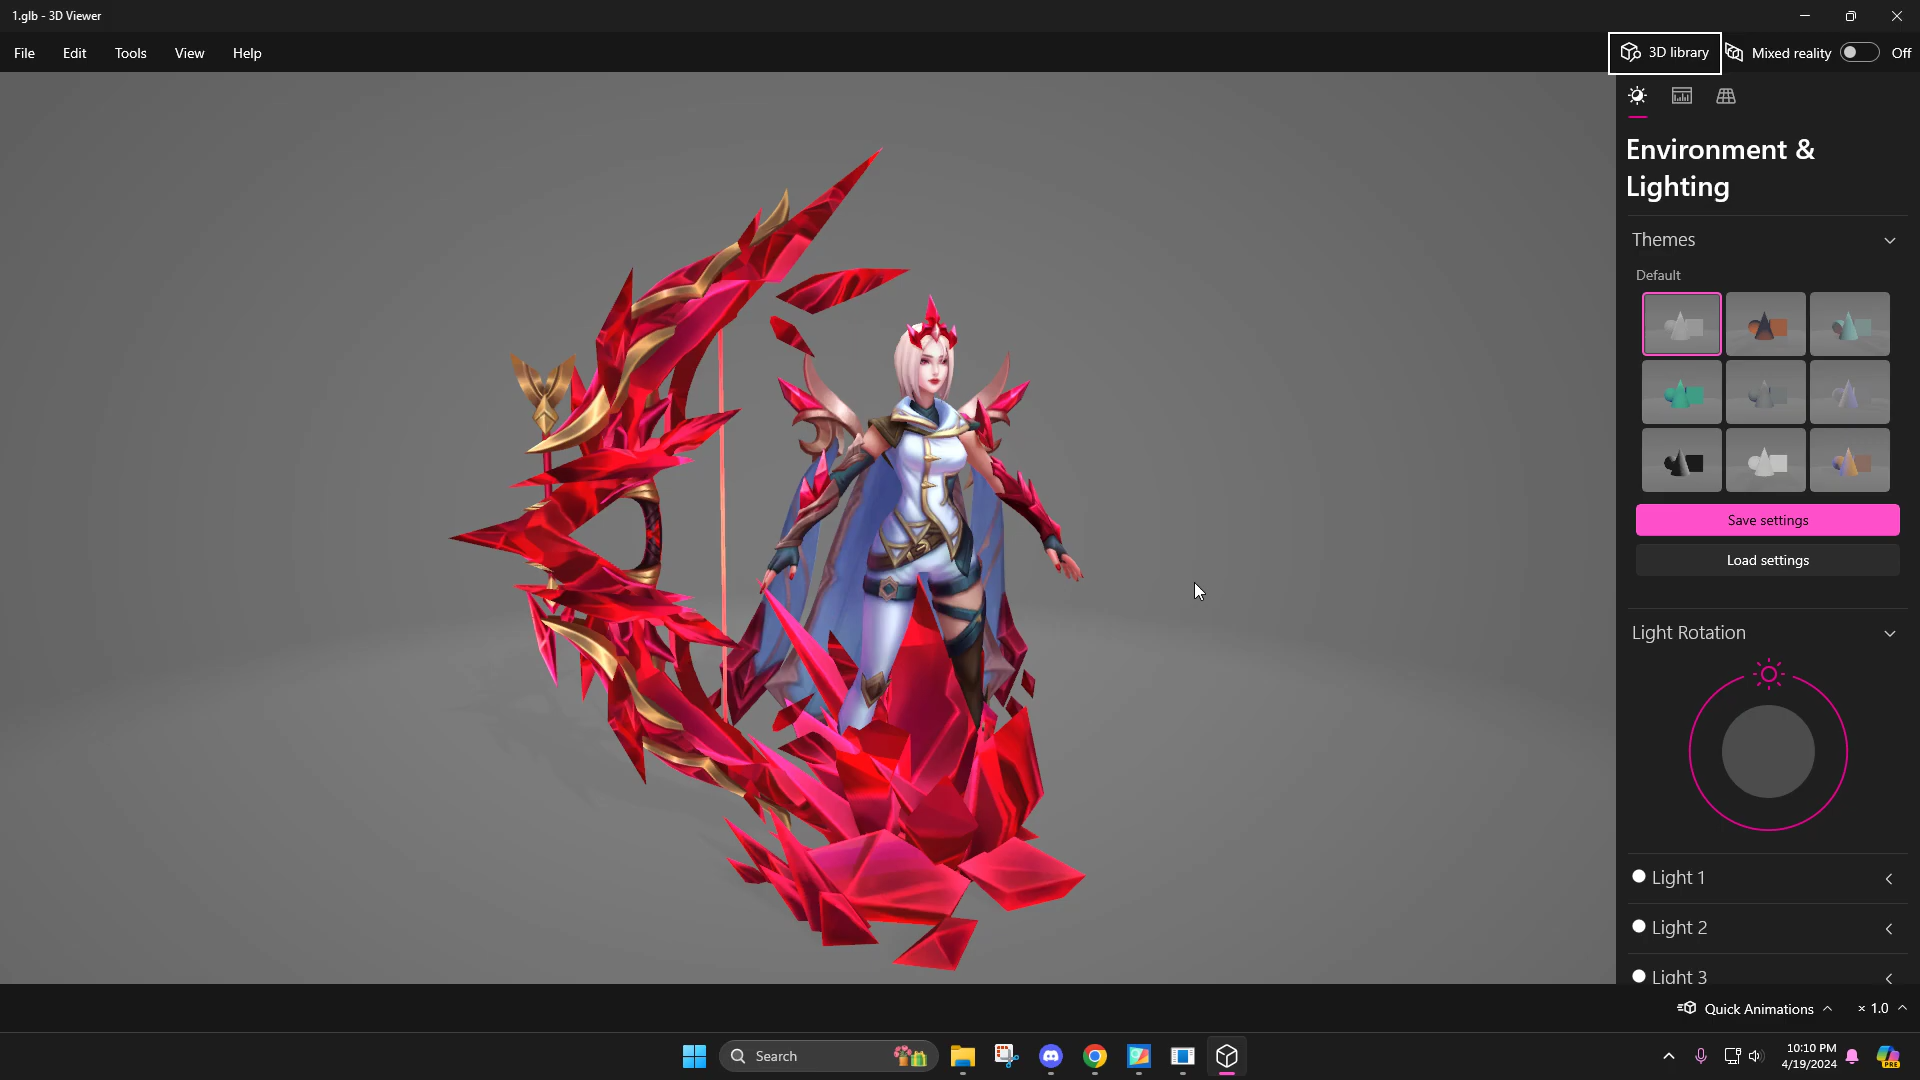 1.glb - 3D Viewer
File Edit Tools View Help
3D library
Mixed reality Off
Environment &
Lighting
Themes
Default
Save settings
Load settings
Light Rotation
Light 1
Light 2
Light 3
Quick Animations × 1.0
Search
PRE
10:10 PM
4/19/2024